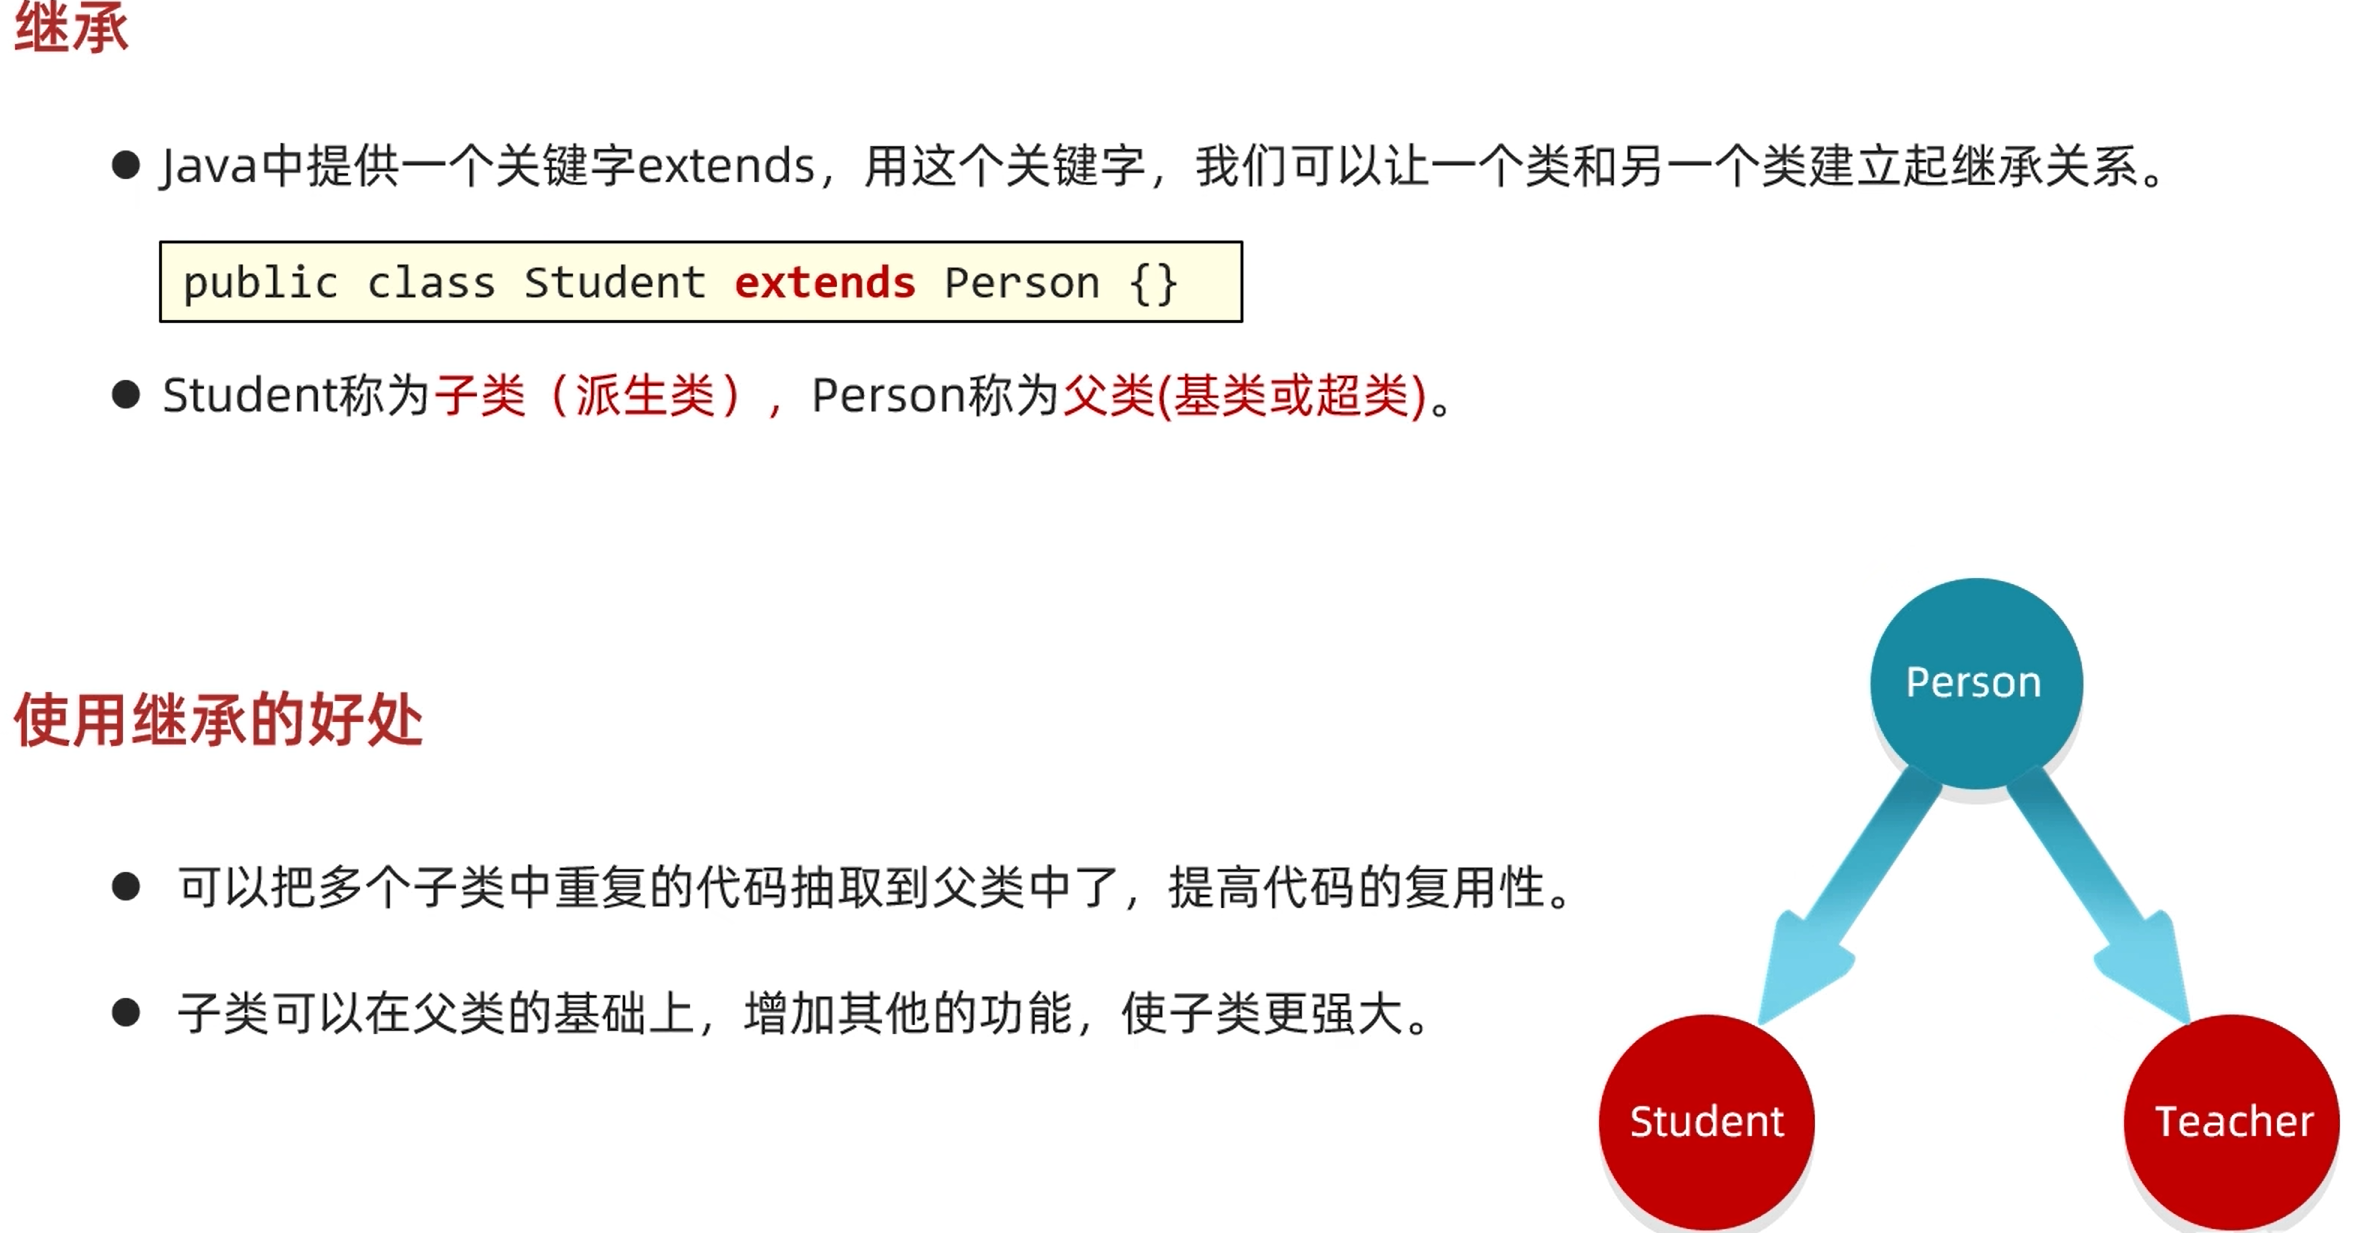 继承
● Java中提供一个关键字extends，用这个关键字，我们可以让一个类和另一个类建立起继承关系。
public class Student extends Person {}
● Student称为子类（派生类），Person称为父类(基类或超类)。
使用继承的好处
● 可以把多个子类中重复的代码抽取到父类中了，提高代码的复用性。
● 子类可以在父类的基础上，增加其他的功能，使子类更强大。
Person
Student
Teacher